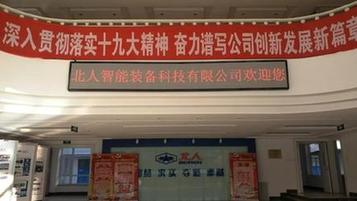 深入贯彻落实十九大精神 奋力谱写公司创新发展新篇章
北人智能装备科技有限公司欢迎您
北人